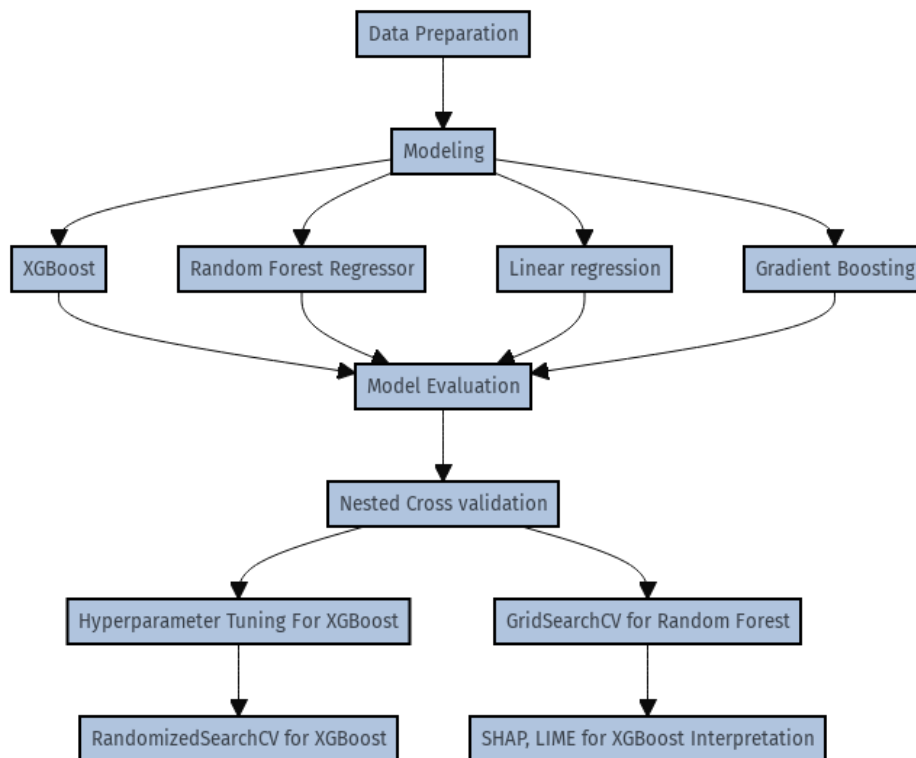 Data Preparation
Modeling
XGBoost
Random Forest Regressor
Linear regression
Gradient Boosting
Model Evaluation
Nested Cross validation
Hyperparameter Tuning For XGBoost
GridSearchCV for Random Forest
RandomizedSearchCV for XGBoost
SHAP, LIME for XGBoost Interpretation